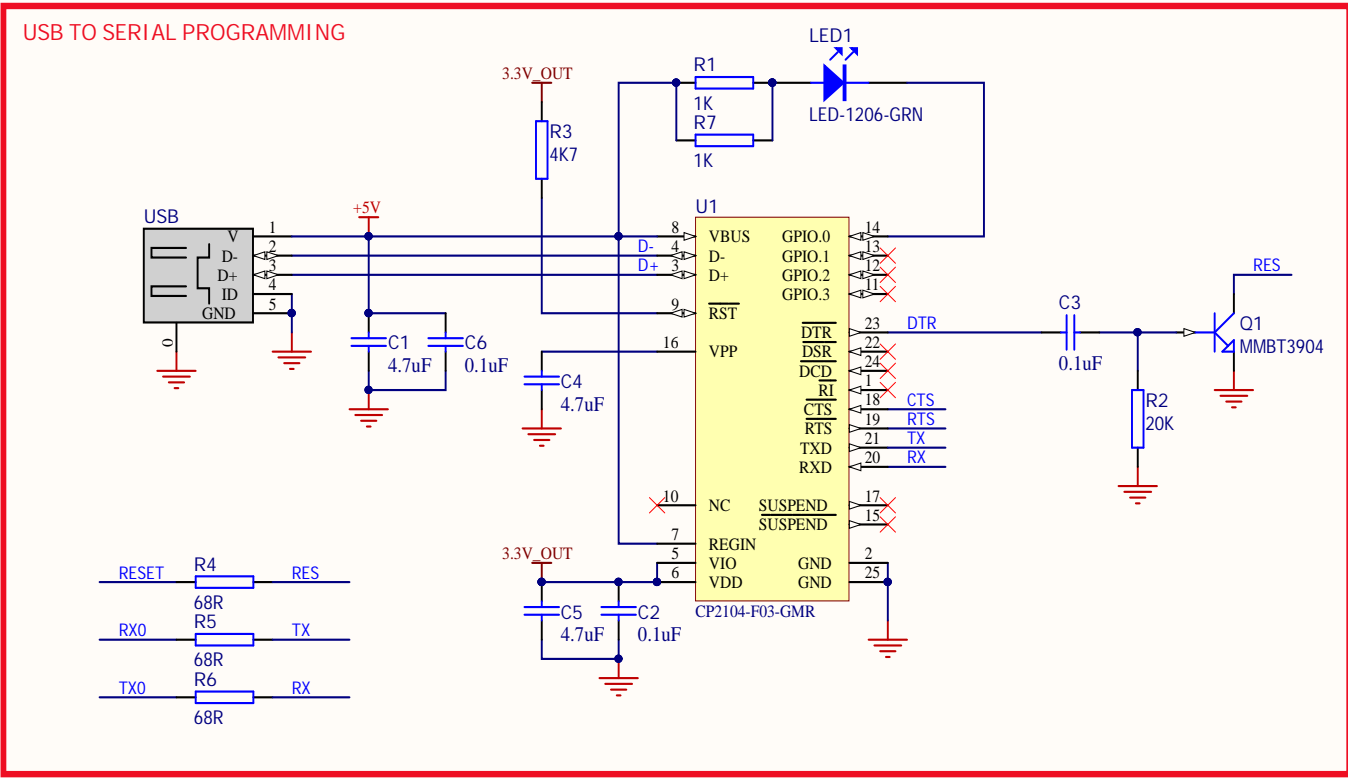 USB TO SERIAL PROGRAMMING
LED1
R1
3.3V_OUT
1K
LED-1206-GRN
R7
R3
4K7
1K
USB
+5V
U1
V 1
8 VBUS
GPIO.0 14
D- 2
D-
4 D-
GPIO.1 13
D+ 3
D+
3 D+
GPIO.2 12
ID 4
GPIO.3 11
RES
GND 5
9 RST
C3
0
DTR 23 DTR
Q1
C1
C6
16 VPP
DSR 22
MMBT3904
4.7uF
0.1uF
0.1uF
DCD 24
C4
RI 1
4.7uF
CTS 18 CTS
R2
RTS 19 RTS
20K
TXD 21 TX
RXD 20 RX
10 NC
SUSPEND 17
SUSPEND 15
7 REGIN
3.3V_OUT
5 VIO
GND 2
6 VDD
GND 25
RESET R4 RES
68R
C5
C2
CP2104-F03-GMR
4.7uF
0.1uF
RX0 R5 TX
68R
TX0 R6 RX
68R